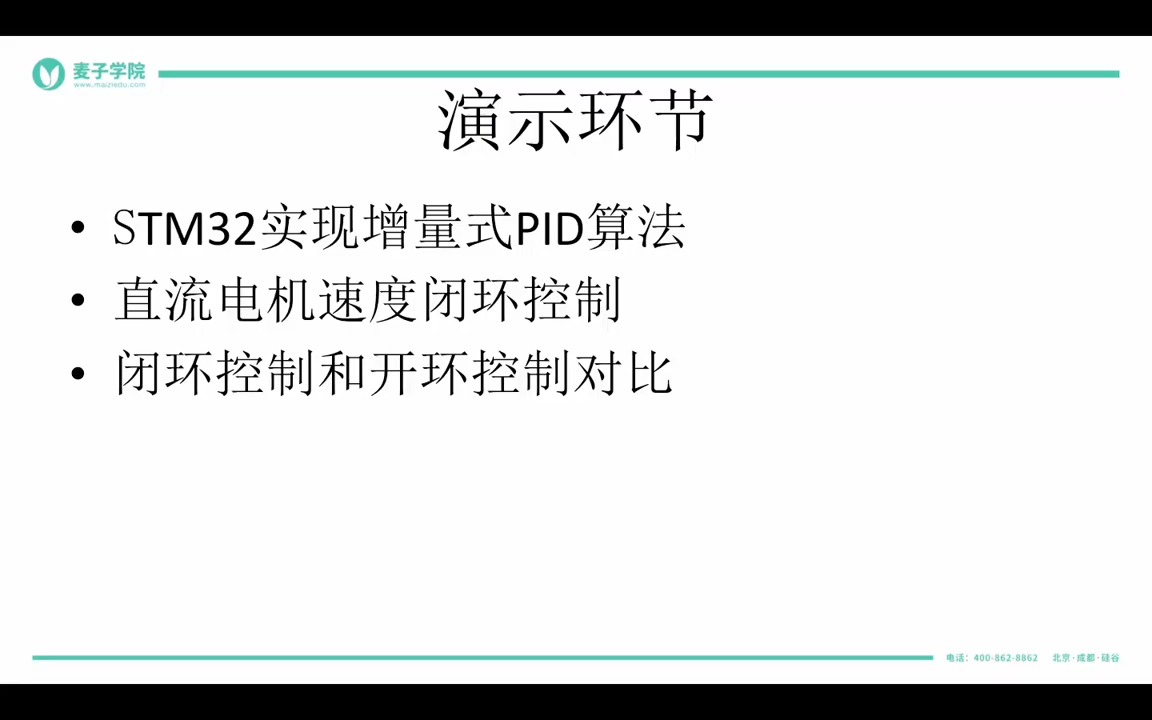 麦子学院
www.maiziedu.com
演示环节
• STM32实现增量式PID算法
• 直流电机速度闭环控制
• 闭环控制和开环控制对比
电话：400-862-8862 北京·成都·硅谷